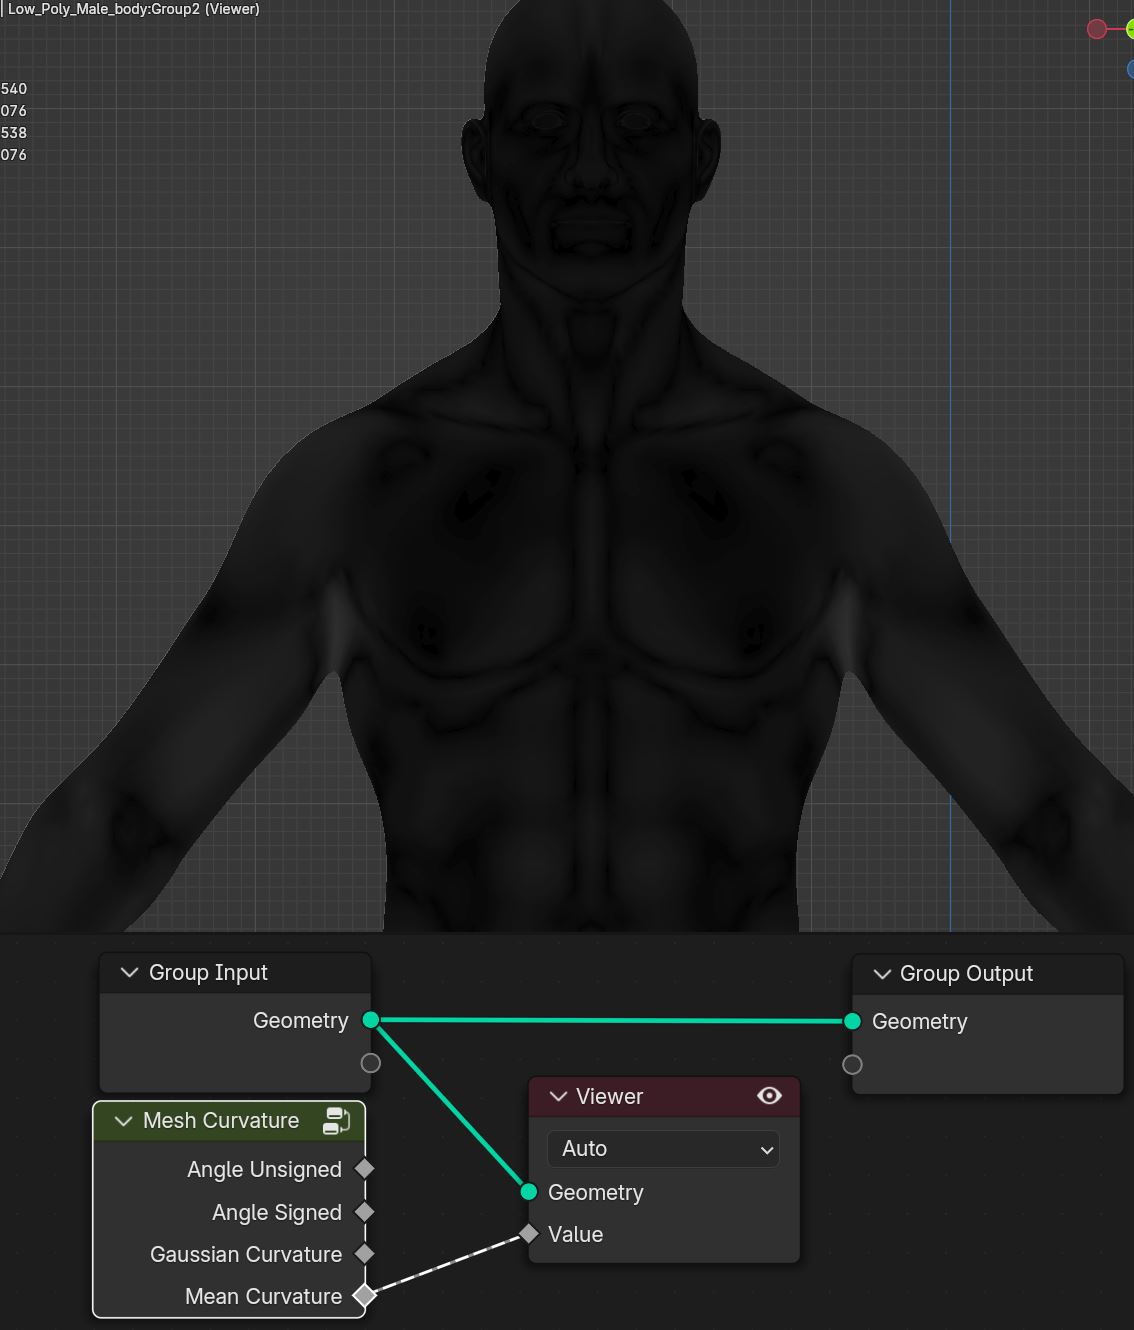 Low_Poly_Male_body:Group2 (Viewer)
540
076
538
076
Group Input
Geometry
Mesh Curvature
Angle Unsigned
Angle Signed
Gaussian Curvature
Mean Curvature
Viewer
Auto
Geometry
Value
Group Output
Geometry